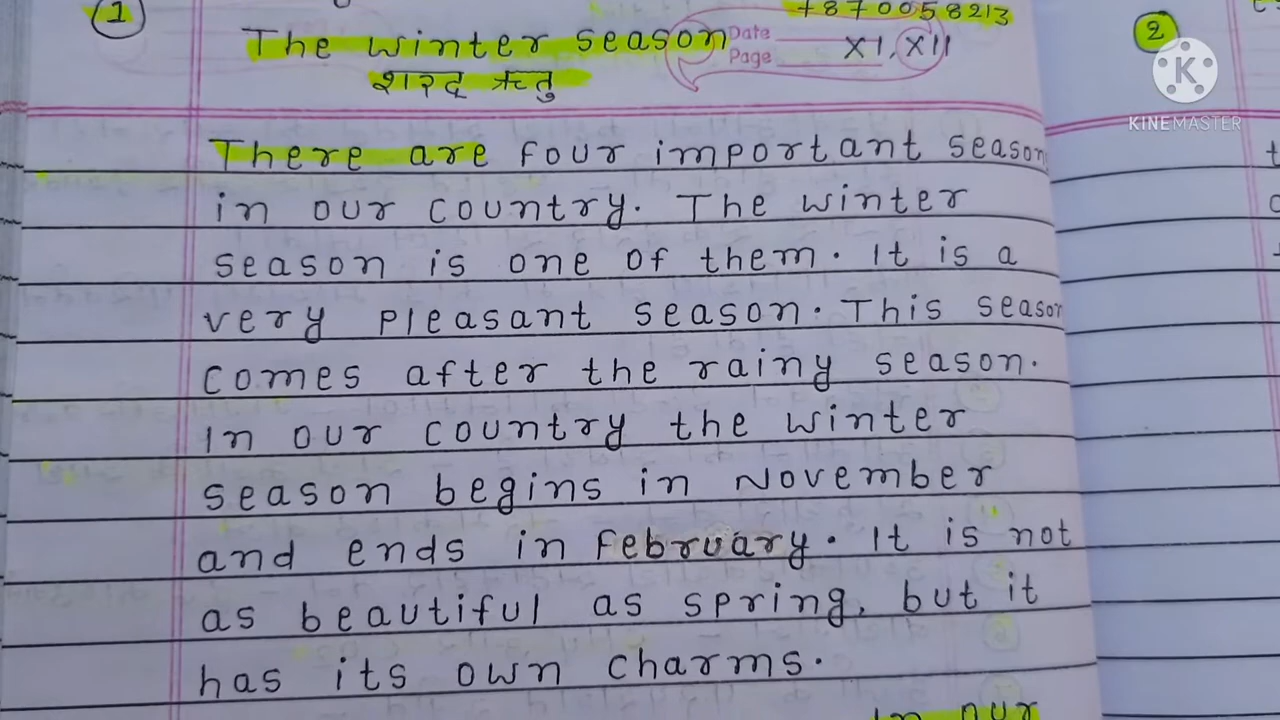 1
+870058213
The winter season
Date
Page
XI, XII
शरद ऋतु
There are four important season
in our country. The winter
season is one of them. It is a
very pleasant season. This season
comes after the rainy season.
In our country the winter
season begins in November
and ends in February. It is not
as beautiful as spring, but it
has its own charms.
In our
2
K
KINEMASTER